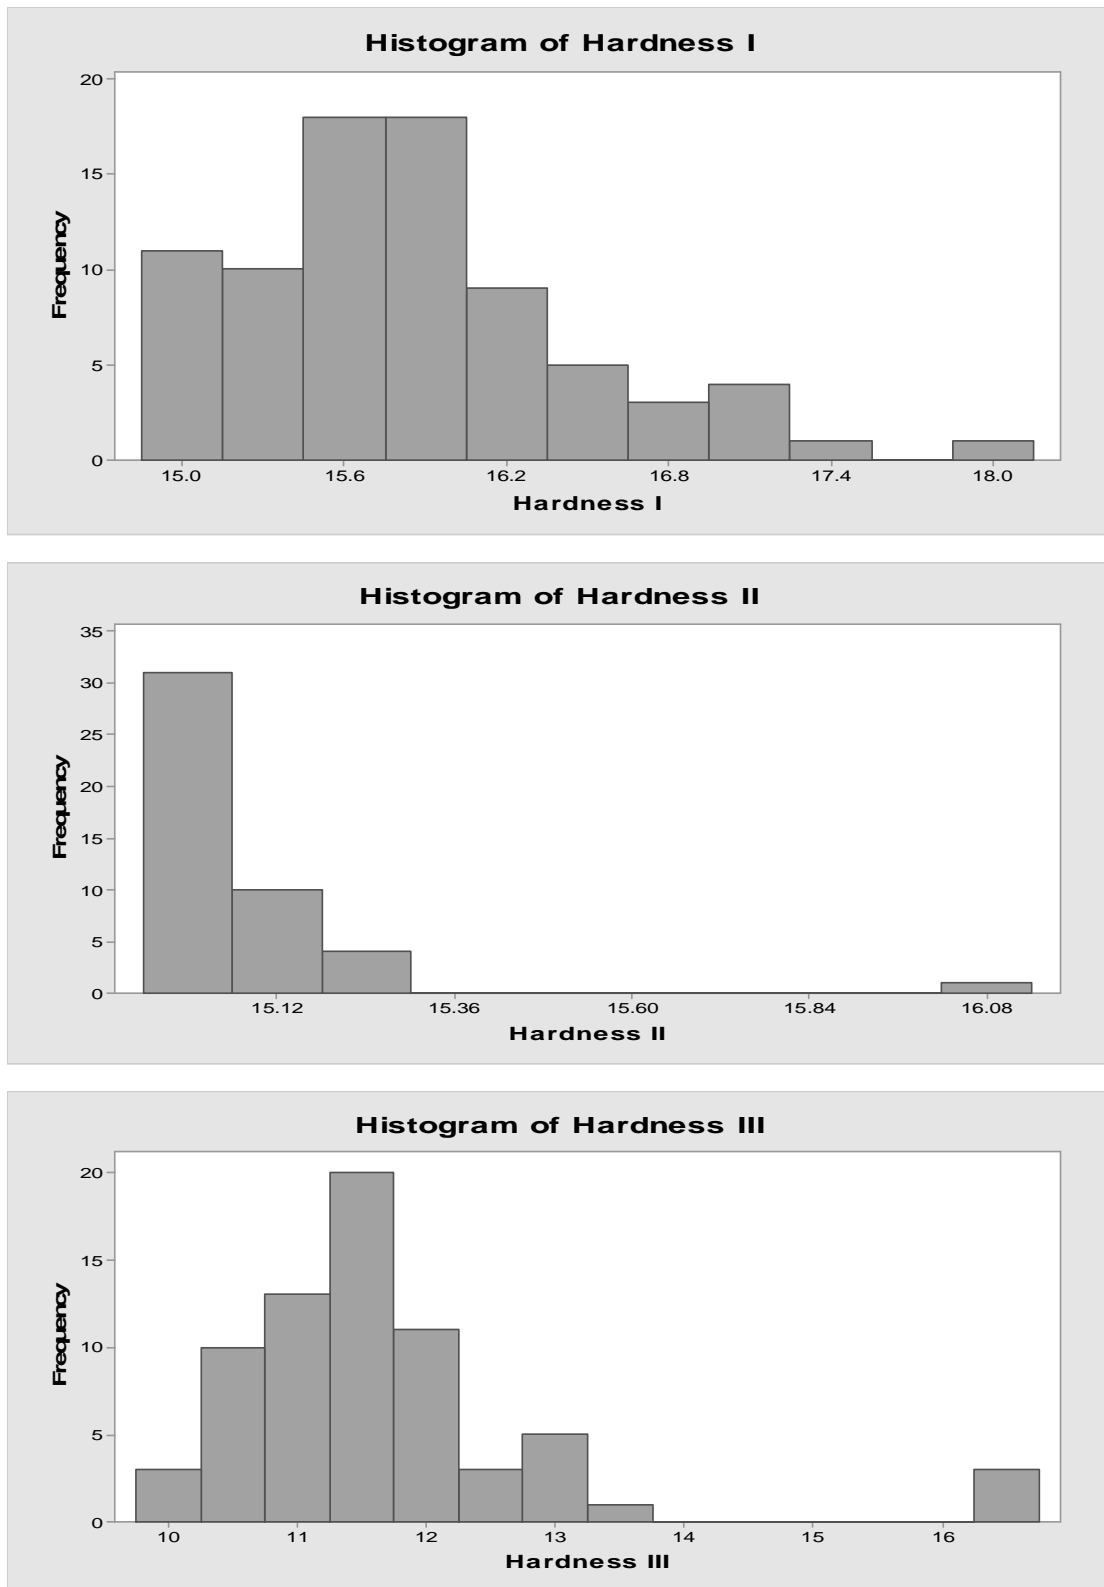 Histogram of Hardness I
20
15
10
5
0
Frequency
15.0 15.6 16.2 16.8 17.4 18.0
Hardness I
Histogram of Hardness II
35
30
25
20
15
10
5
0
Frequency
15.12 15.36 15.60 15.84 16.08
Hardness II
Histogram of Hardness III
20
15
10
5
0
Frequency
10 11 12 13 14 15 16
Hardness III